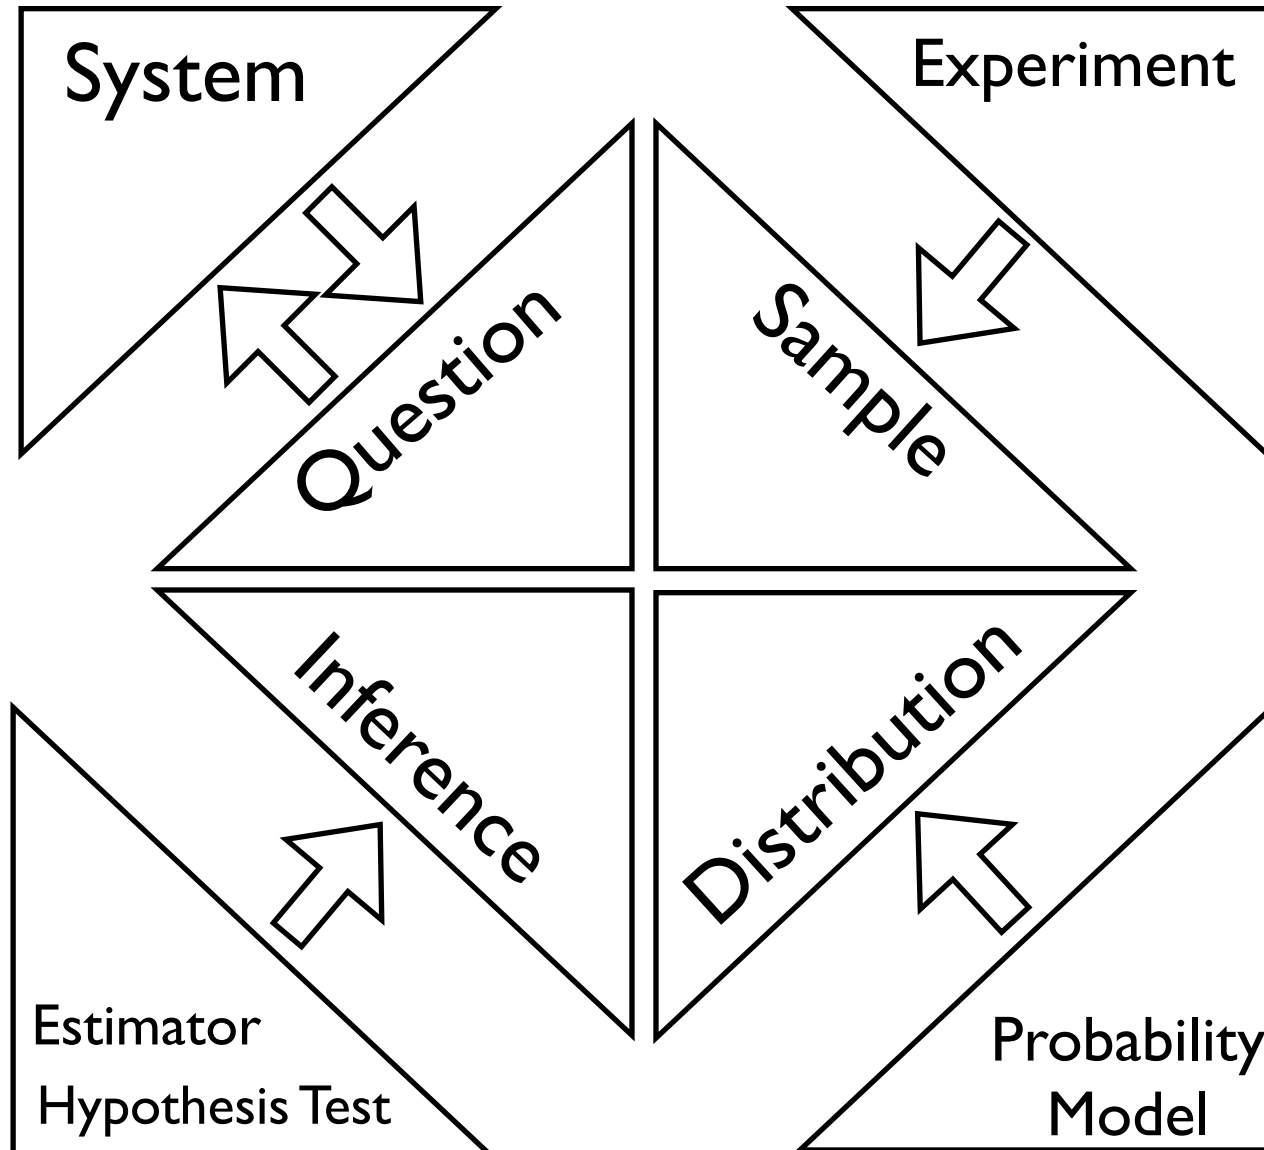 System
Experiment
Question
Sample
Inference
Distribution
Estimator
Hypothesis Test
Probability
Model